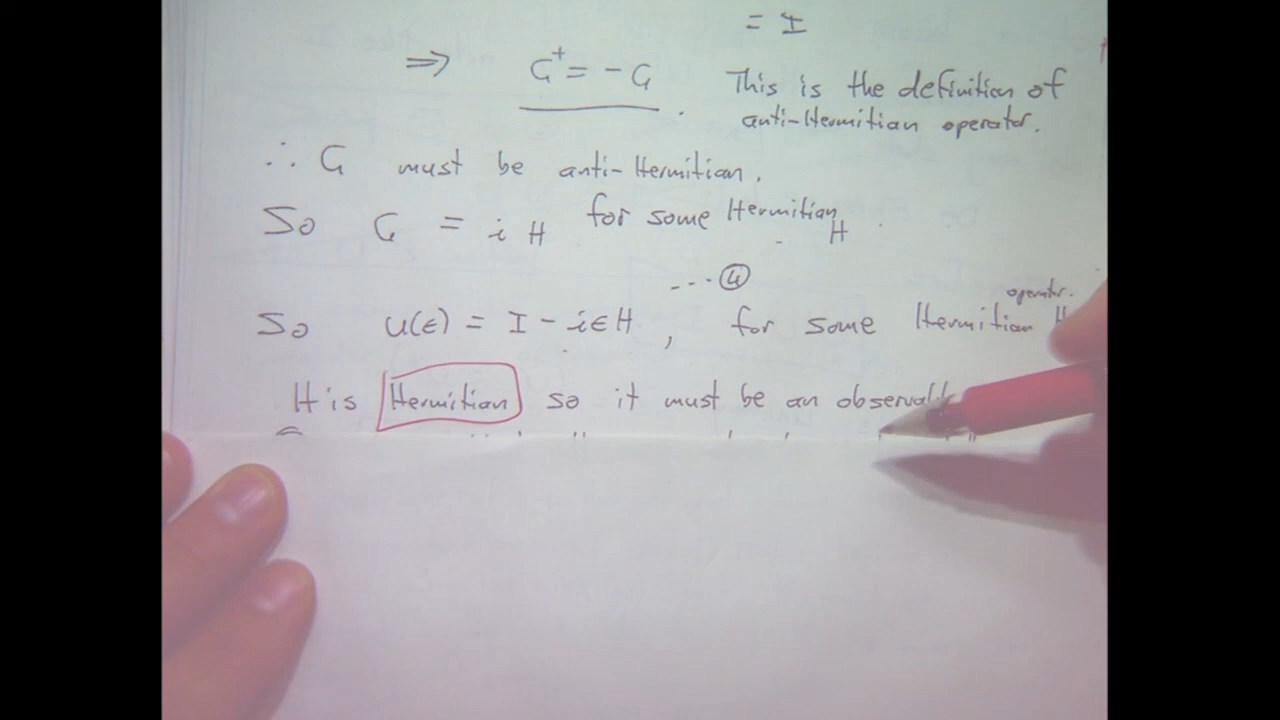 = I
⇒ G† = -G . This is the definition of
anti-Hermitian operator.
∴ G must be anti-Hermitian.
So G = i H for some Hermitian H
--- ④
operator.
So U(ϵ) = I - iϵH , for some Hermitian H
H is Hermitian so it must be an